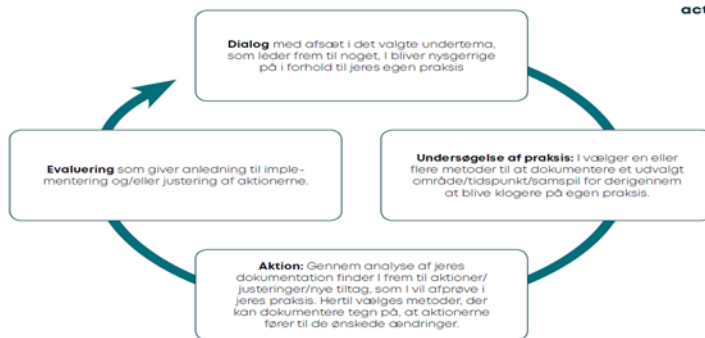 act
Dialog med afsæt i det valgte undertema,
som leder frem til noget, I bliver nysgerrige
på i forhold til jeres egen praksis
Evaluering som giver anledning til imple-
mentering og/eller justering af aktionerne.
Undersøgelse af praksis: I vælger en eller
flere metoder til at dokumentere et udvalgt
område/tidspunkt/samspil for derigennem
at blive klogere på egen praksis.
Aktion: Gennem analyse af jeres
dokumentation finder I frem til aktioner/
justeringer/nye tiltag, som I vil afprøve i
jeres praksis. Hertil vælges metoder, der
kan dokumentere tegn på, at aktionerne
fører til de ønskede ændringer.